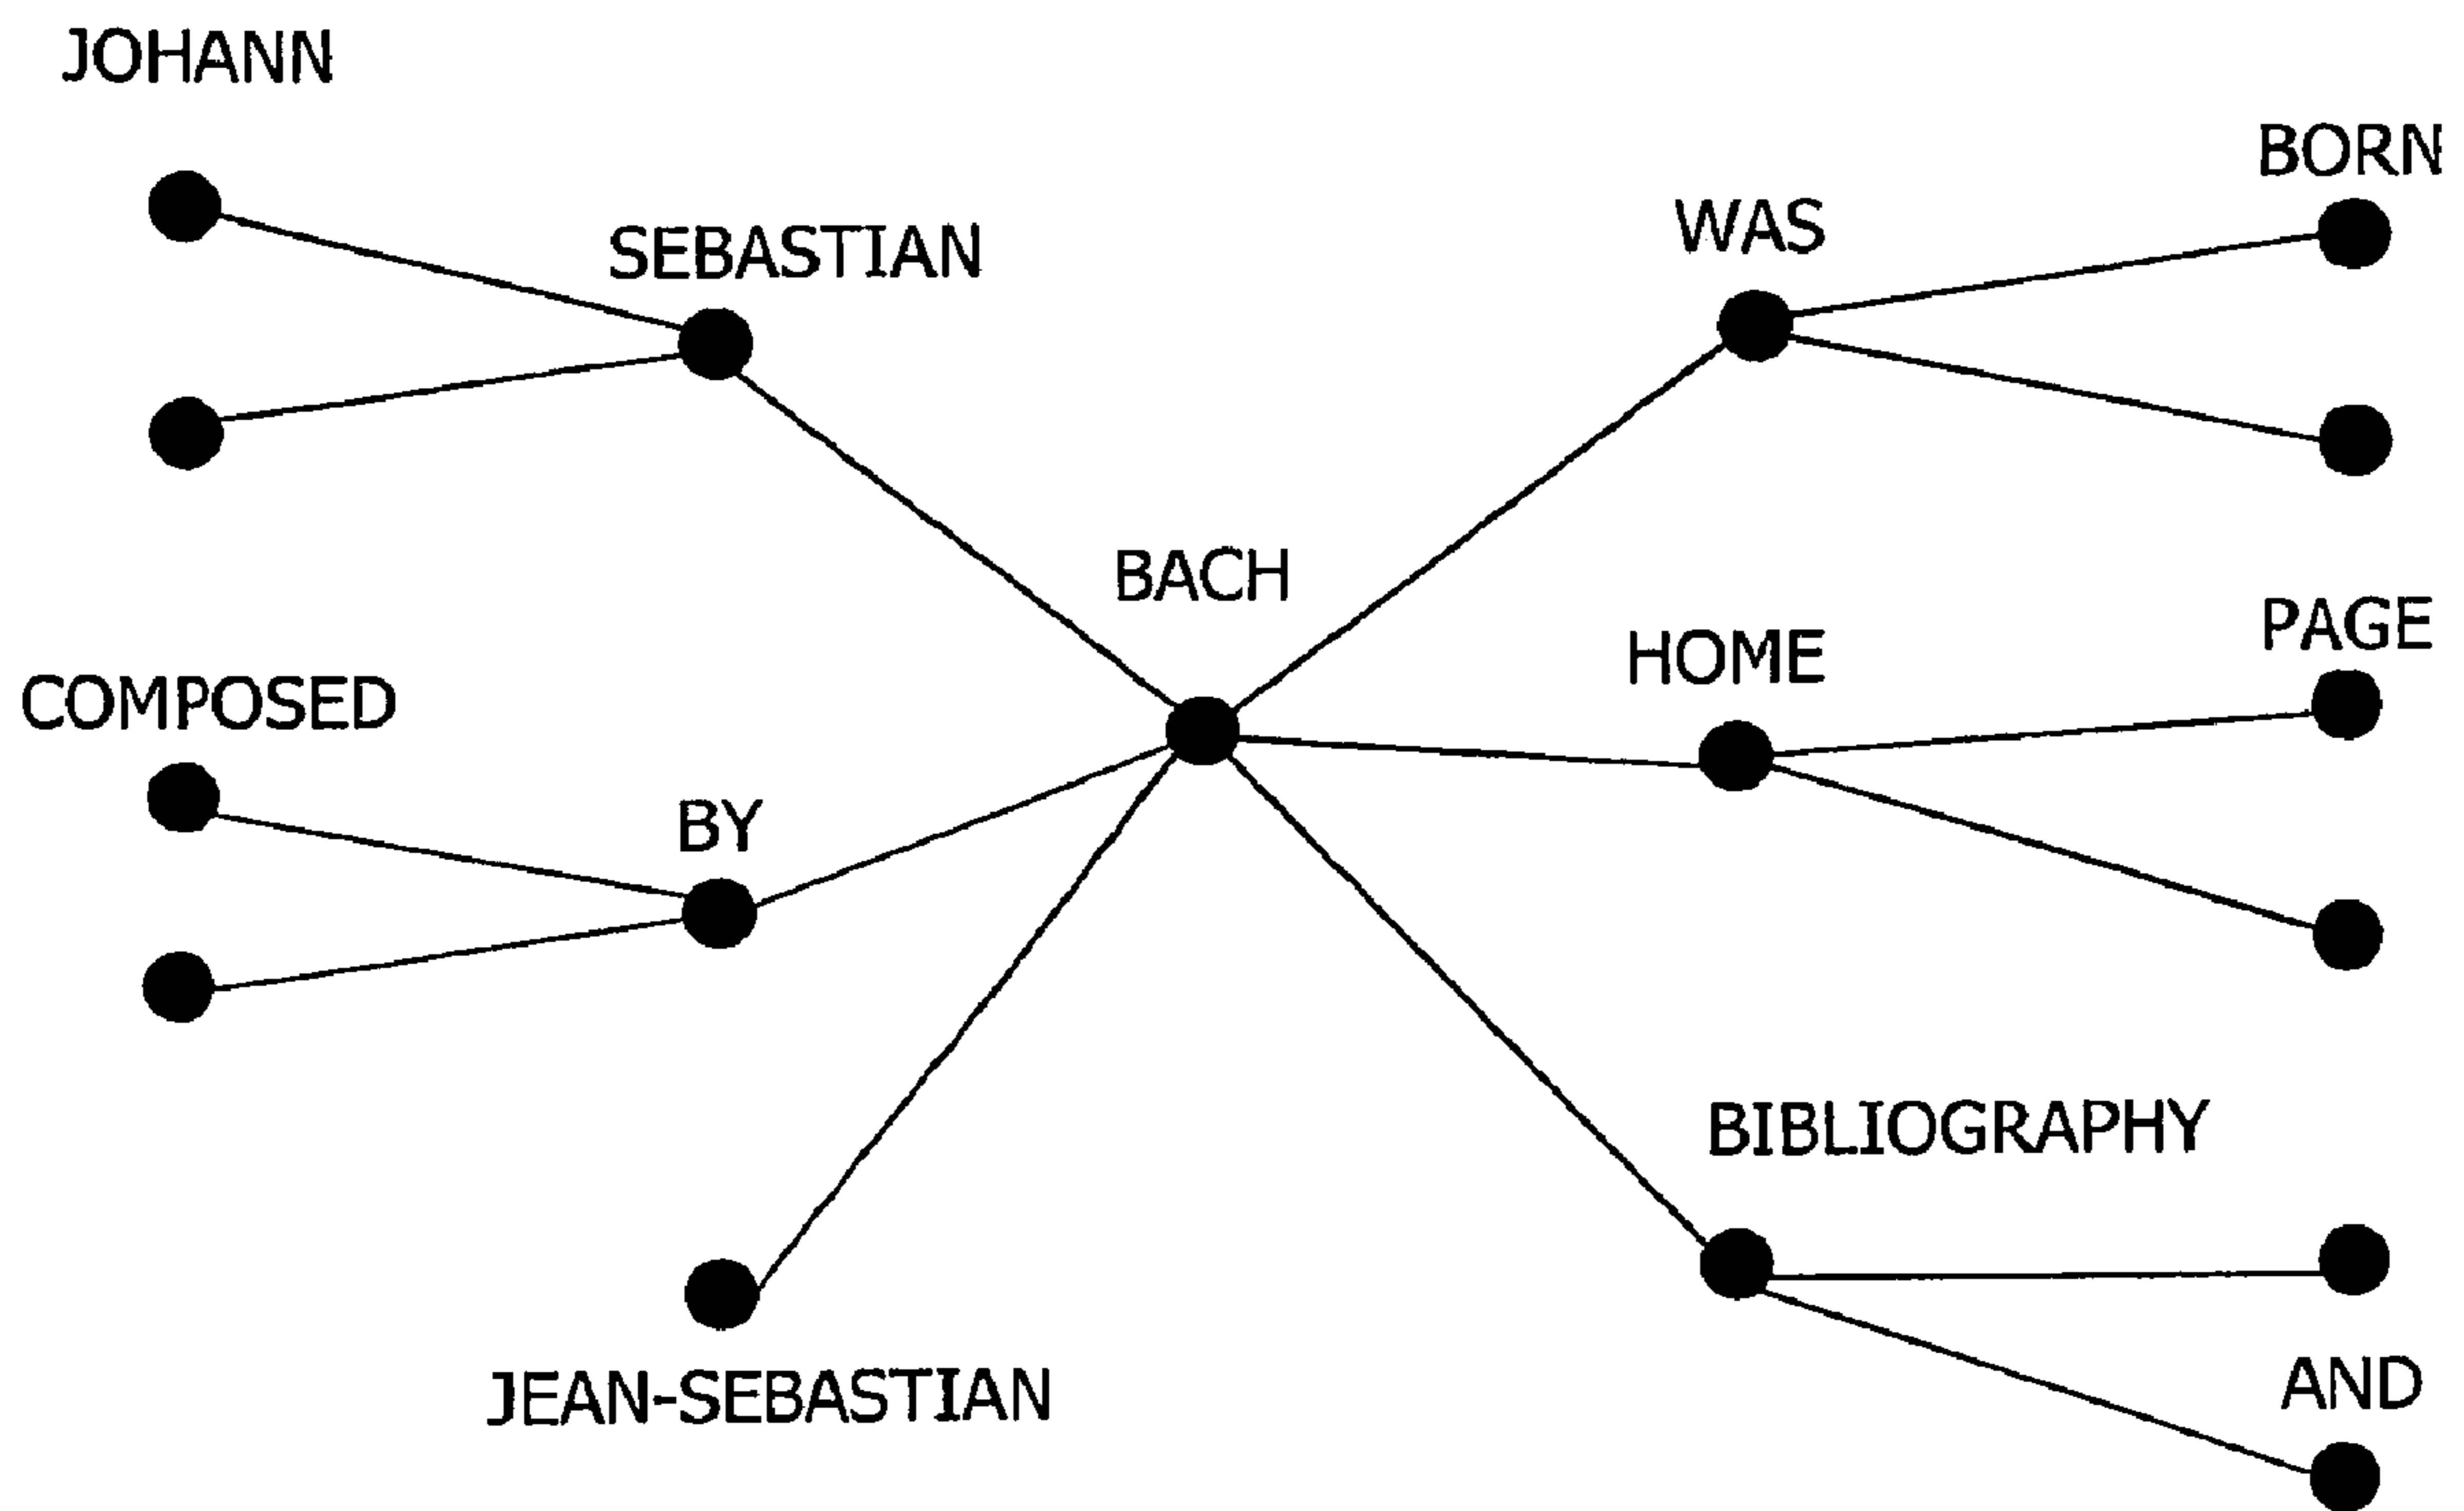 JOHANN
BORN
WAS
SEBASTIAN
BACH
PAGE
HOME
COMPOSED
BY
BIBLIOGRAPHY
AND
JEAN-SEBASTIAN